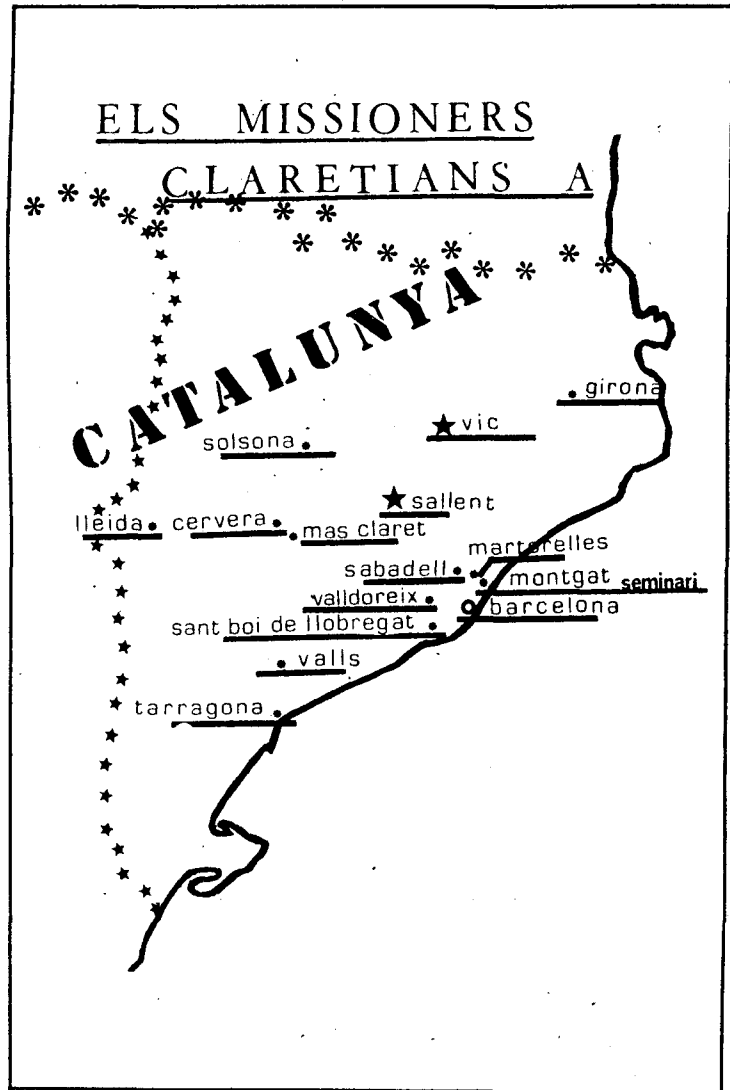 ELS MISSIONERS
CLARETIANS A
CATALUNYA
girona
vic
solsona
sallent
lleida
cervera
mas claret
martorelles
sabadell
montgat seminari
valldoreix
barcelona
sant boi de llobregat
valls
tarragona